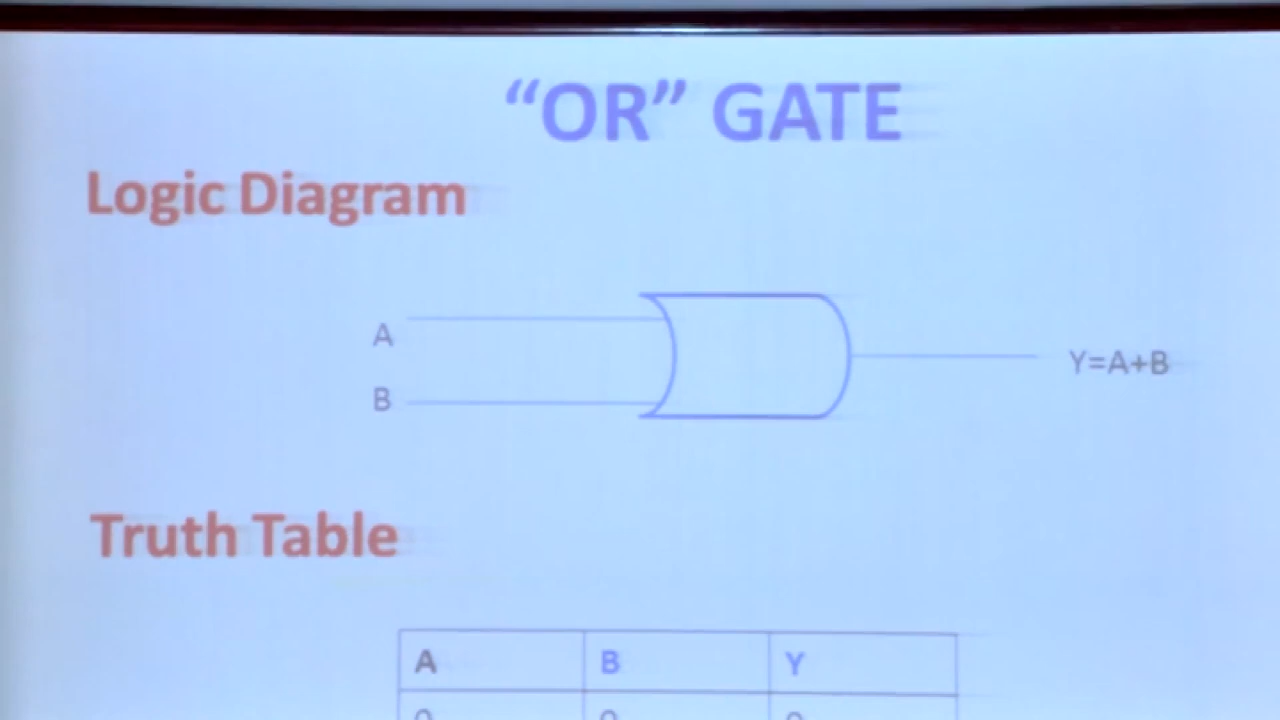 “OR” GATE
Logic Diagram
A
B
Y=A+B
Truth Table
A B Y